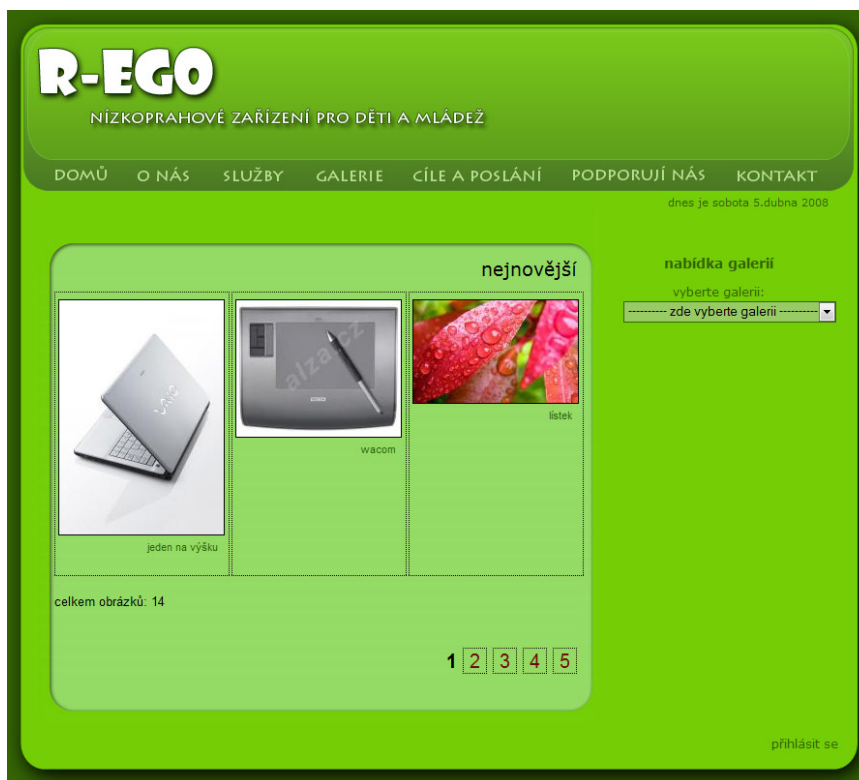 R-EGO
NÍZKOPRAHOVÉ ZAŘÍZENÍ PRO DĚTI A MLÁDEŽ
DOMŮ O NÁS SLUŽBY GALERIE CÍLE A POSLÁNÍ PODPORUJÍ NÁS KONTAKT
dnes je sobota 5.dubna 2008
nejnovější
nabídka galerií
vyberte galerii:
---------- zde vyberte galerii ----------
VAIO
alza.cz
jeden na výšku
wacom
lístek
celkem obrázků: 14
1 2 3 4 5
přihlásit se